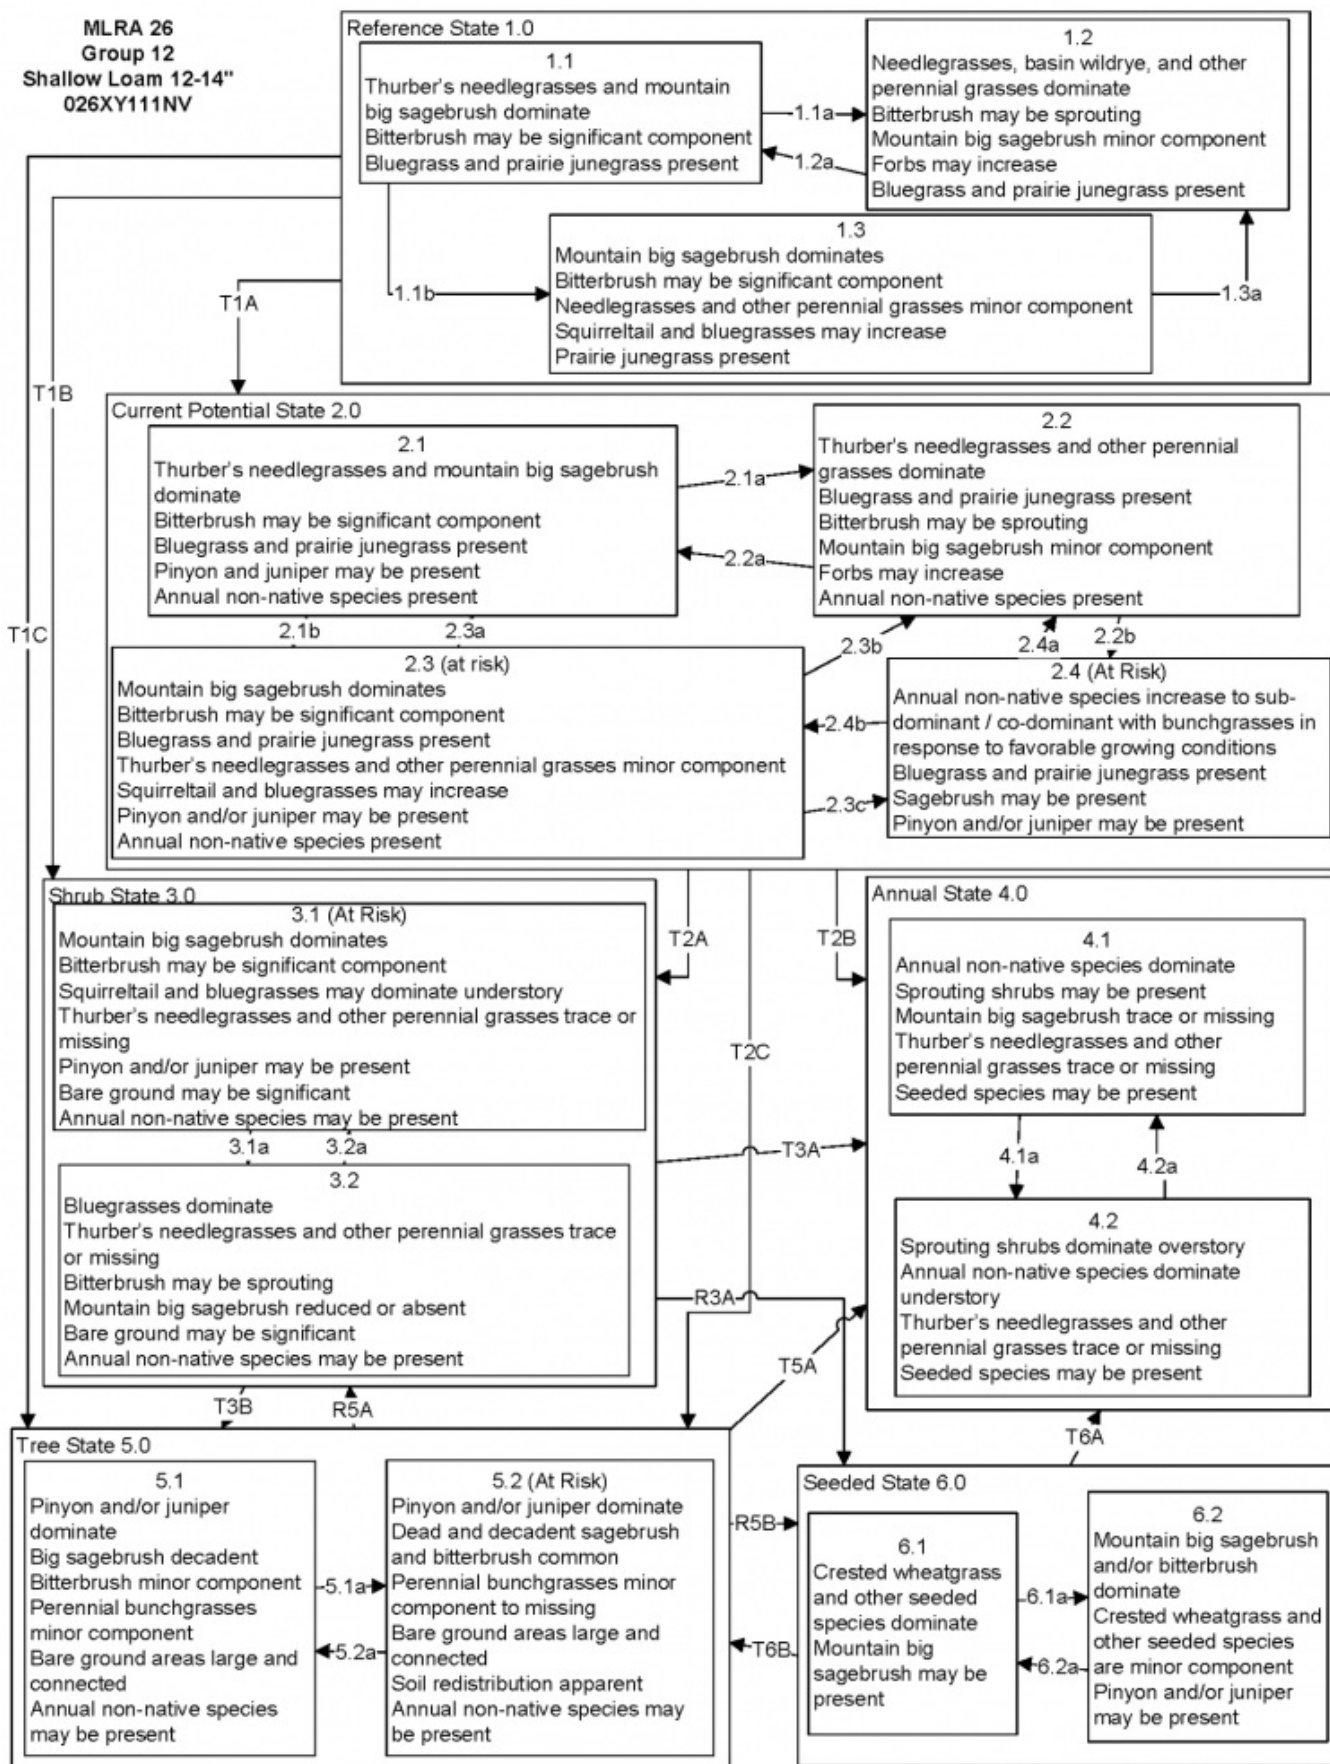 MLRA 26
Group 12
Shallow Loam 12-14"
026XY111NV
Reference State 1.0
1.1
Thurber's needlegrasses and mountain
big sagebrush dominate
Bitterbrush may be significant component
Bluegrass and prairie junegrass present
1.1a
1.2a
1.2
Needlegrasses, basin wildrye, and other
perennial grasses dominate
Bitterbrush may be sprouting
Mountain big sagebrush minor component
Forbs may increase
Bluegrass and prairie junegrass present
1.1b
1.3
Mountain big sagebrush dominates
Bitterbrush may be significant component
Needlegrasses and other perennial grasses minor component
Squirreltail and bluegrasses may increase
Prairie junegrass present
1.3a
T1A
T1B
T1C
Current Potential State 2.0
2.1
Thurber's needlegrasses and mountain big sagebrush
dominate
Bitterbrush may be significant component
Bluegrass and prairie junegrass present
Pinyon and juniper may be present
Annual non-native species present
2.1a
2.2a
2.2
Thurber's needlegrasses and other perennial
grasses dominate
Bluegrass and prairie junegrass present
Bitterbrush may be sprouting
Mountain big sagebrush minor component
Forbs may increase
Annual non-native species present
2.1b
2.3a
2.3b
2.4a
2.2b
2.3 (at risk)
Mountain big sagebrush dominates
Bitterbrush may be significant component
Bluegrass and prairie junegrass present
Thurber's needlegrasses and other perennial grasses minor component
Squirreltail and bluegrasses may increase
Pinyon and/or juniper may be present
Annual non-native species present
2.4b
2.3c
2.4 (At Risk)
Annual non-native species increase to sub-
dominant / co-dominant with bunchgrasses in
response to favorable growing conditions
Bluegrass and prairie junegrass present
Sagebrush may be present
Pinyon and/or juniper may be present
Shrub State 3.0
3.1 (At Risk)
Mountain big sagebrush dominates
Bitterbrush may be significant component
Squirreltail and bluegrasses may dominate understory
Thurber's needlegrasses and other perennial grasses trace or
missing
Pinyon and/or juniper may be present
Bare ground may be significant
Annual non-native species may be present
3.1a
3.2a
3.2
Bluegrasses dominate
Thurber's needlegrasses and other perennial grasses trace
or missing
Bitterbrush may be sprouting
Mountain big sagebrush reduced or absent
Bare ground may be significant
Annual non-native species may be present
T2A
T2C
T2B
T3A
R3A
T5A
Annual State 4.0
4.1
Annual non-native species dominate
Sprouting shrubs may be present
Mountain big sagebrush trace or missing
Thurber's needlegrasses and other
perennial grasses trace or missing
Seeded species may be present
4.1a
4.2a
4.2
Sprouting shrubs dominate overstory
Annual non-native species dominate
understory
Thurber's needlegrasses and other
perennial grasses trace or missing
Seeded species may be present
T3B
R5A
T6A
Tree State 5.0
5.1
Pinyon and/or juniper
dominate
Big sagebrush decadent
Bitterbrush minor component
Perennial bunchgrasses
minor component
Bare ground areas large and
connected
Annual non-native species
may be present
5.1a
5.2a
5.2 (At Risk)
Pinyon and/or juniper dominate
Dead and decadent sagebrush
and bitterbrush common
Perennial bunchgrasses minor
component to missing
Bare ground areas large and
connected
Soil redistribution apparent
Annual non-native species may
be present
R5B
T6B
Seeded State 6.0
6.1
Crested wheatgrass
and other seeded
species dominate
Mountain big
sagebrush may be
present
6.1a
6.2a
6.2
Mountain big sagebrush
and/or bitterbrush
dominate
Crested wheatgrass and
other seeded species
are minor component
Pinyon and/or juniper
may be present